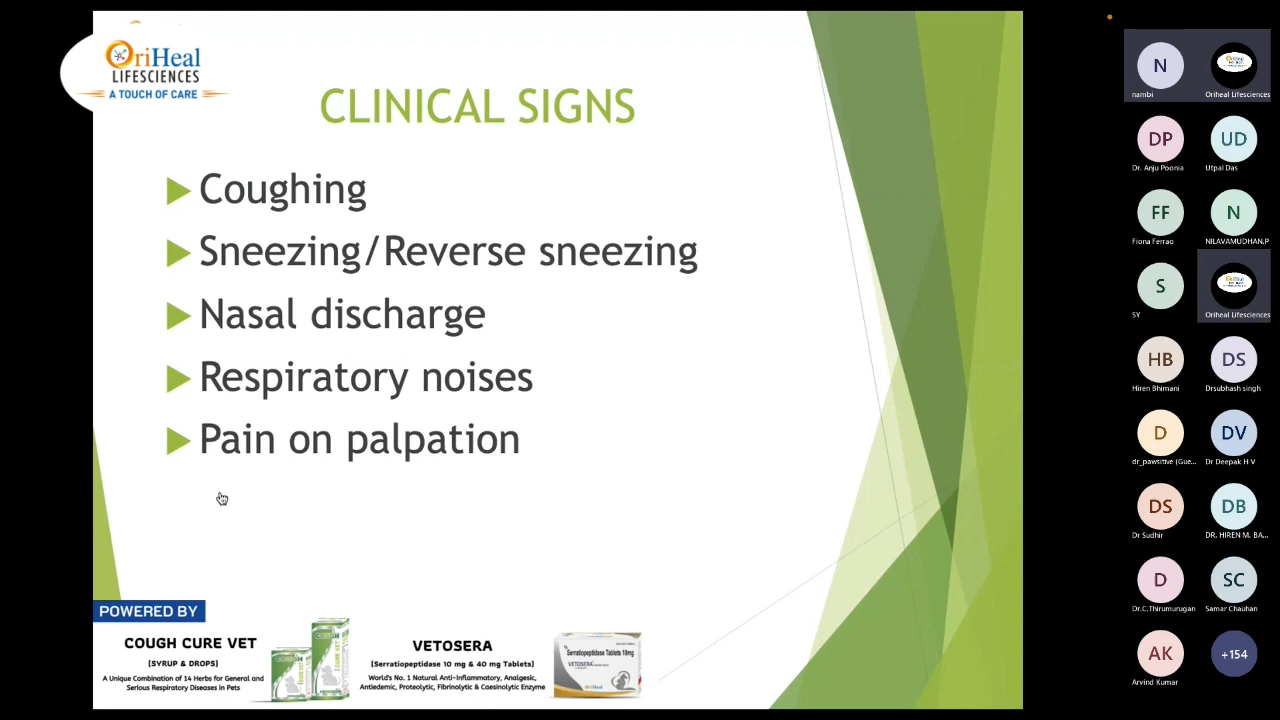 OriHeal
LIFESCIENCES
A TOUCH OF CARE
CLINICAL SIGNS
Coughing
Sneezing/Reverse sneezing
Nasal discharge
Respiratory noises
Pain on palpation
POWERED BY
COUGH CURE VET
(SYRUP & DROPS)
A Unique Combination of 14 Herbs for General and
Serious Respiratory Diseases in Pets
VETOSERA
(Serratiopeptidase 10 mg & 40 mg Tablets)
World's No. 1 Natural Anti-Inflammatory, Analgesic,
Antiedemic, Proteolytic, Fibrinolytic & Caesinolytic Enzyme
Serratiopeptidase Tablets 10mg
VETOSERA
OriHeal
N
nambi
Oriheal Lifesciences
DP
Dr. Anju Poonia
UD
Utpal Das
FF
Fiona Ferrao
N
NILAVAMUDHAN.P
S
SY
Oriheal Lifesciences
HB
Hiren Bhimani
DS
Drsubhash singh
D
dr_pawsitive (Gue...
DV
Dr Deepak H V
DS
Dr Sudhir
DB
DR. HIREN M. BA...
D
Dr.C.Thirumurugan
SC
Samar Chauhan
AK
Arvind Kumar
+154